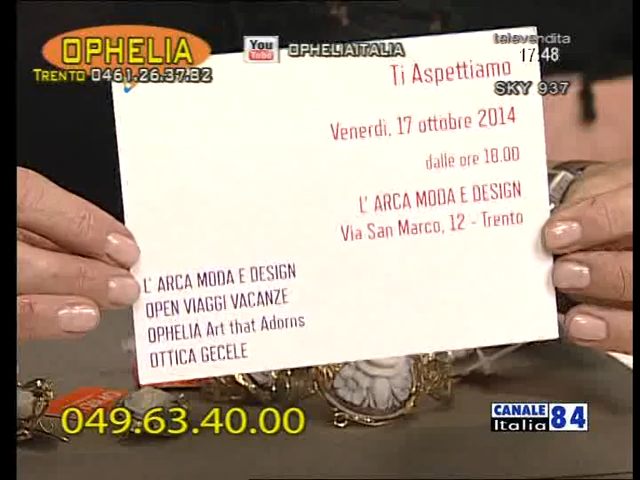 OPHELIA
TRENTO 0461.26.37.82
You Tube OPHELIAITALIA
televendita
17.48
SKY 937
Ti Aspettiamo
Venerdì, 17 ottobre 2014
dalle ore 18.00
L' ARCA MODA E DESIGN
Via San Marco, 12 - Trento
L' ARCA MODA E DESIGN
OPEN VIAGGI VACANZE
OPHELIA Art that Adorns
OTTICA GECELE
049.63.40.00
CANALE 84
Italia